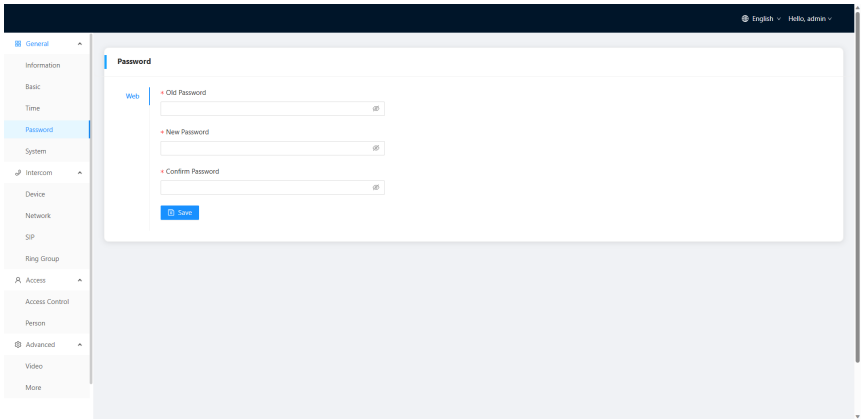 English
Hello, admin
General
Information
Basic
Time
Password
System
Intercom
Device
Network
SIP
Ring Group
Access
Access Control
Person
Advanced
Video
More
Password
Web
* Old Password
* New Password
* Confirm Password
Save